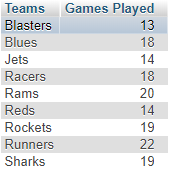 Teams Games Played
Blasters 13
Blues 18
Jets 14
Racers 18
Rams 20
Reds 14
Rockets 19
Runners 22
Sharks 19